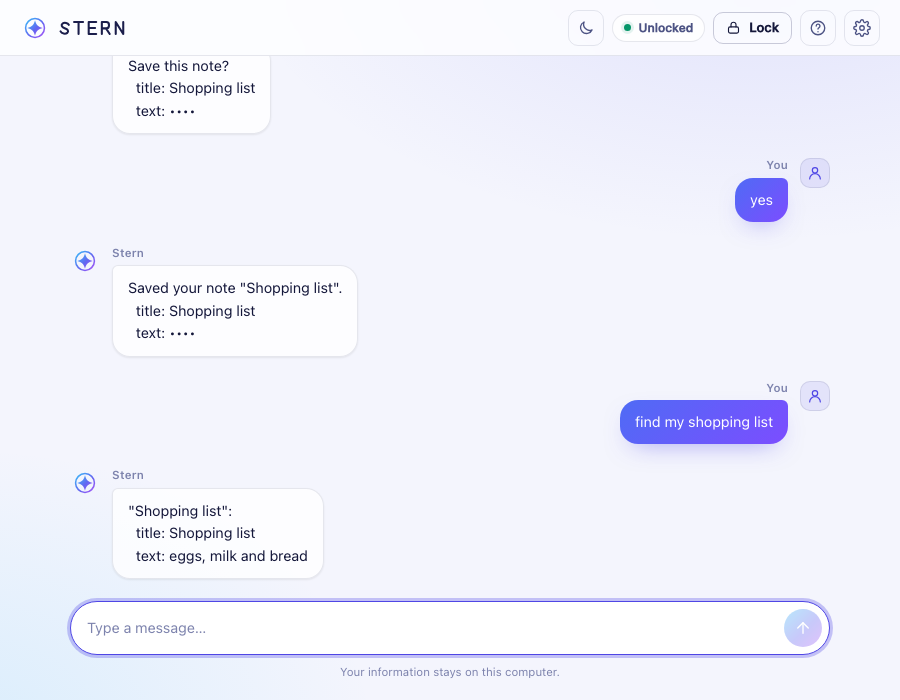 STERN
Unlocked
Lock
Save this note?
title: Shopping list
text: ••••
You
yes
Stern
Saved your note "Shopping list".
title: Shopping list
text: ••••
You
find my shopping list
Stern
"Shopping list":
title: Shopping list
text: eggs, milk and bread
Type a message...
Your information stays on this computer.